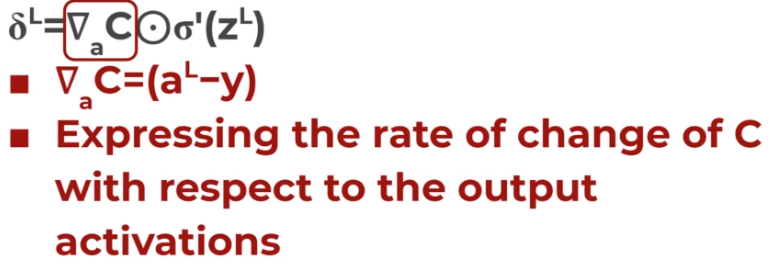 δᴸ=∇ₐC⊙σ'(zᴸ)
■ ∇ₐC=(aᴸ−y)
■ Expressing the rate of change of C
with respect to the output
activations